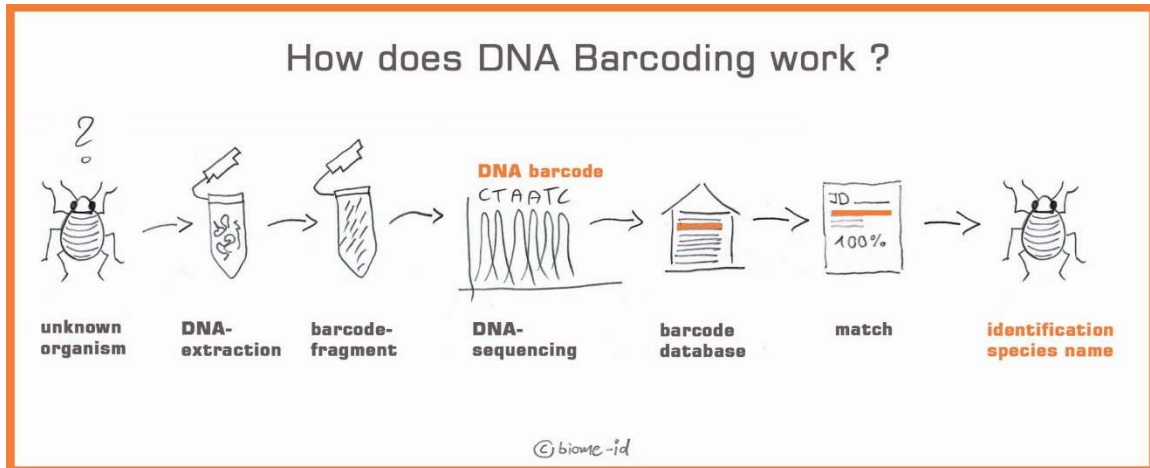 How does DNA Barcoding work ?
?
DNA barcode
CTAATC
ID
100%
unknown
organism
DNA-
extraction
barcode-
fragment
DNA-
sequencing
barcode
database
match
identification
species name
© biome-id